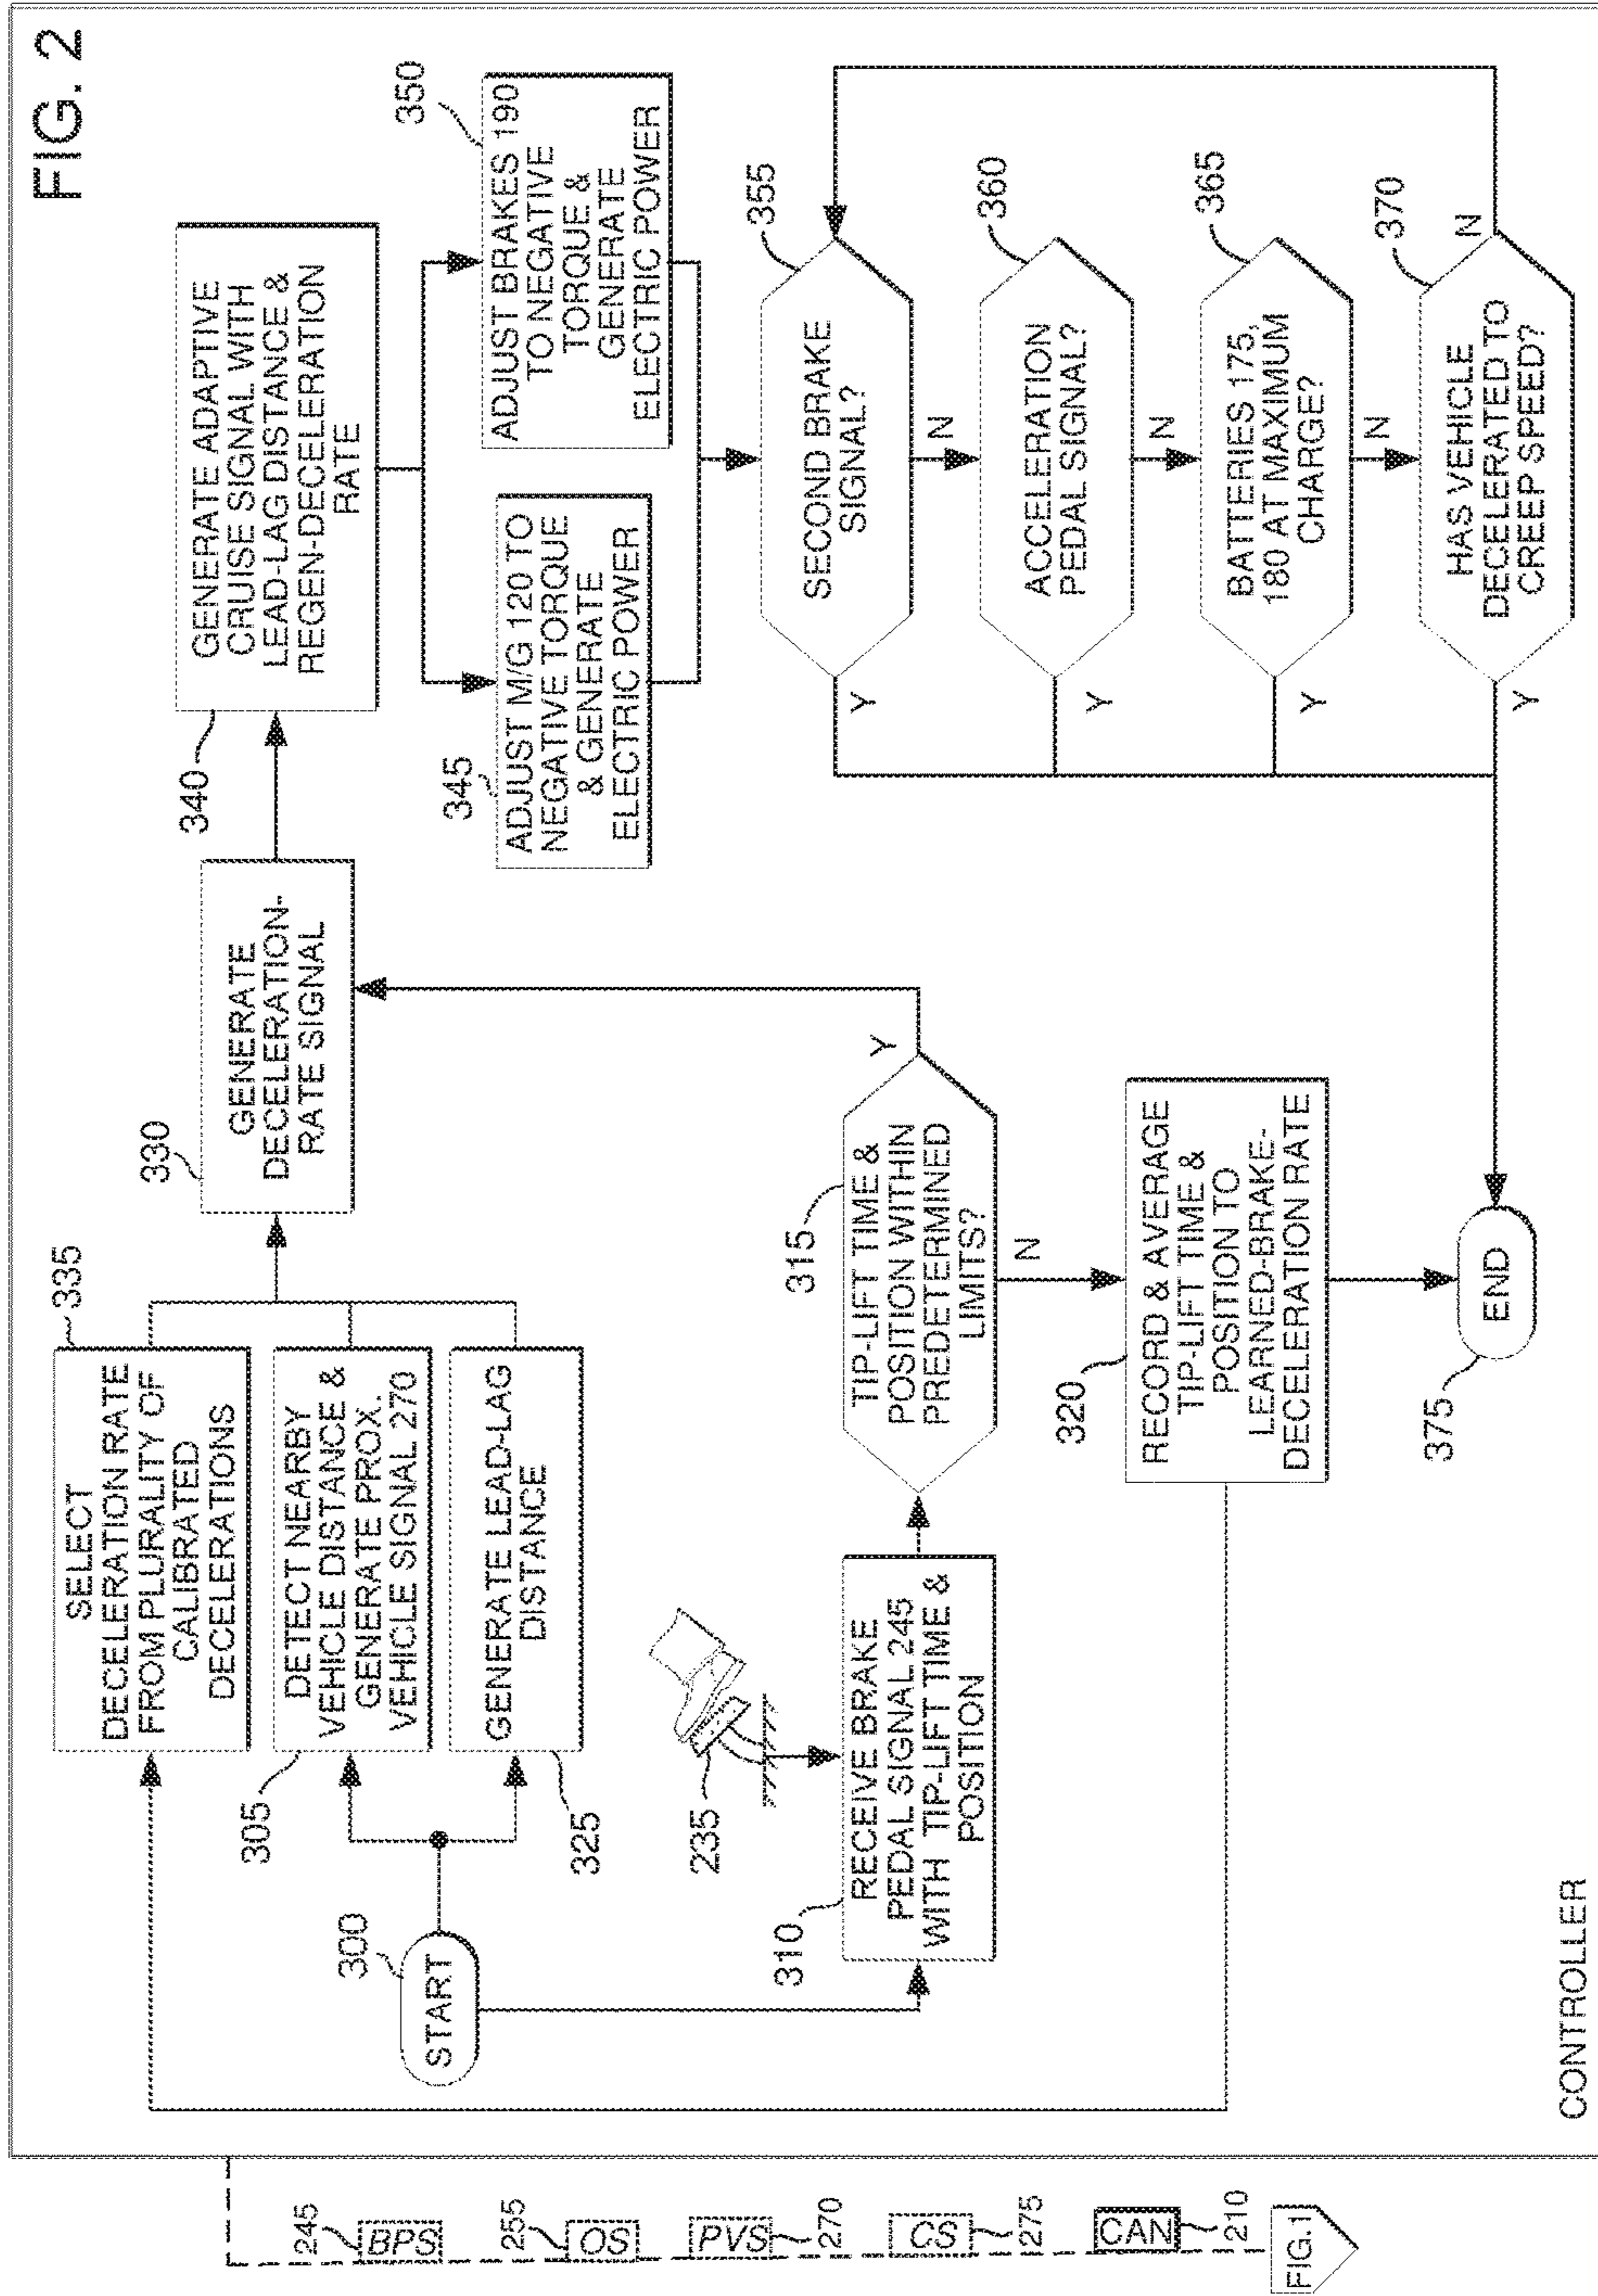 FIG. 2
335
SELECT
DECELERATION RATE
FROM PLURALITY OF
CALIBRATED
DECELERATIONS
305
DETECT NEARBY
VEHICLE DISTANCE &
GENERATE PROX.
VEHICLE SIGNAL 270
325
GENERATE LEAD-LAG
DISTANCE
300
START
330
GENERATE
DECELERATION-
RATE SIGNAL
340
GENERATE ADAPTIVE
CRUISE SIGNAL WITH
LEAD-LAG DISTANCE &
REGEN-DECELERATION
RATE
345
ADJUST M/G 120 TO
NEGATIVE TORQUE
& GENERATE
ELECTRIC POWER
350
ADJUST BRAKES 190
TO NEGATIVE
TORQUE &
GENERATE
ELECTRIC POWER
235
310
RECEIVE BRAKE
PEDAL SIGNAL 245
WITH TIP-LIFT TIME &
POSITION
315
TIP-LIFT TIME &
POSITION WITHIN
PREDETERMINED
LIMITS?
Y
N
320
RECORD & AVERAGE
TIP-LIFT TIME &
POSITION TO
LEARNED-BRAKE-
DECELERATION RATE
355
SECOND BRAKE
SIGNAL?
Y
N
360
ACCELERATION
PEDAL SIGNAL?
Y
N
365
BATTERIES 175,
180 AT MAXIMUM
CHARGE?
Y
N
370
HAS VEHICLE
DECELERATED TO
CREEP SPEED?
Y
N
375
END
CONTROLLER
245
BPS
255
OS
PVS
270
CS
275
CAN
210
FIG.1